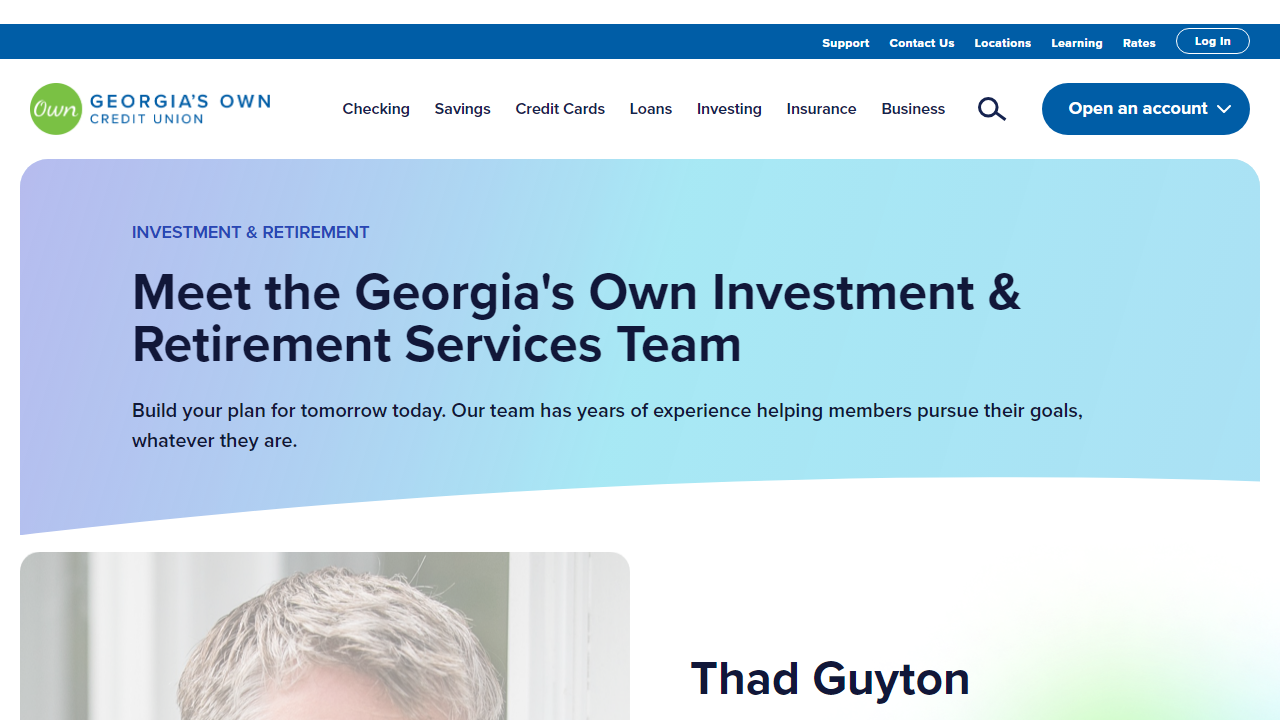 Support Contact Us Locations Learning Rates Log In
Own GEORGIA'S OWN
CREDIT UNION
Checking Savings Credit Cards Loans Investing Insurance Business Open an account
INVESTMENT & RETIREMENT
Meet the Georgia's Own Investment &
Retirement Services Team
Build your plan for tomorrow today. Our team has years of experience helping members pursue their goals,
whatever they are.
Thad Guyton